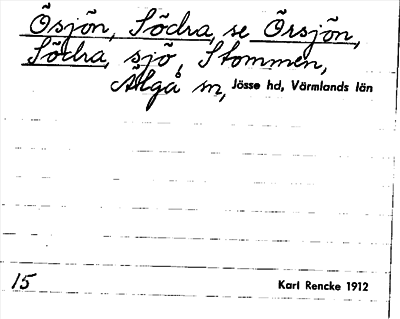 Ösjön, Södra, se Örsjön,
Södra, sjö, Stommen,
Älgå sn, Jösse hd, Värmlands län
15
Karl Rencke 1912